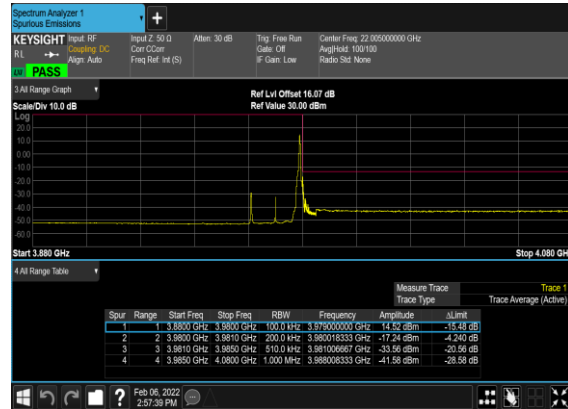 Spectrum Analyzer 1
Spurious Emissions
+
KEYSIGHT Input: RF Input Z: 50 Ω Atten: 30 dB Trig: Free Run Center Freq: 22.005000000 GHz
RL Coupling: DC Corr CCorr Gate: Off Avg|Hold: 100/100
Align: Auto Freq Ref: Int (S) IF Gain: Low Radio Std: None
LW PASS
3 All Range Graph
Ref Lvl Offset 16.07 dB
Scale/Div 10.0 dB Ref Value 30.00 dBm
Log
20.0
10.0
0.00
-10.0
-20.0
-30.0
-40.0
-50.0
-60.0
Start 3.880 GHz Stop 4.080 GH
4 All Range Table
Measure Trace Trace 1
Trace Type Trace Average (Active)
Spur Range Start Freq Stop Freq RBW Frequency Amplitude ΔLimit
1 1 3.8800 GHz 3.9800 GHz 100.0 kHz 3.979000000 GHz 14.52 dBm -15.48 dB
2 2 3.9800 GHz 3.9810 GHz 200.0 kHz 3.980018333 GHz -17.24 dBm -4.240 dB
3 3 3.9810 GHz 3.9850 GHz 510.0 kHz 3.981006667 GHz -33.56 dBm -20.56 dB
4 4 3.9850 GHz 4.0800 GHz 1.000 MHz 3.988008333 GHz -41.58 dBm -28.58 dB
? Feb 06, 2022
2:57:39 PM